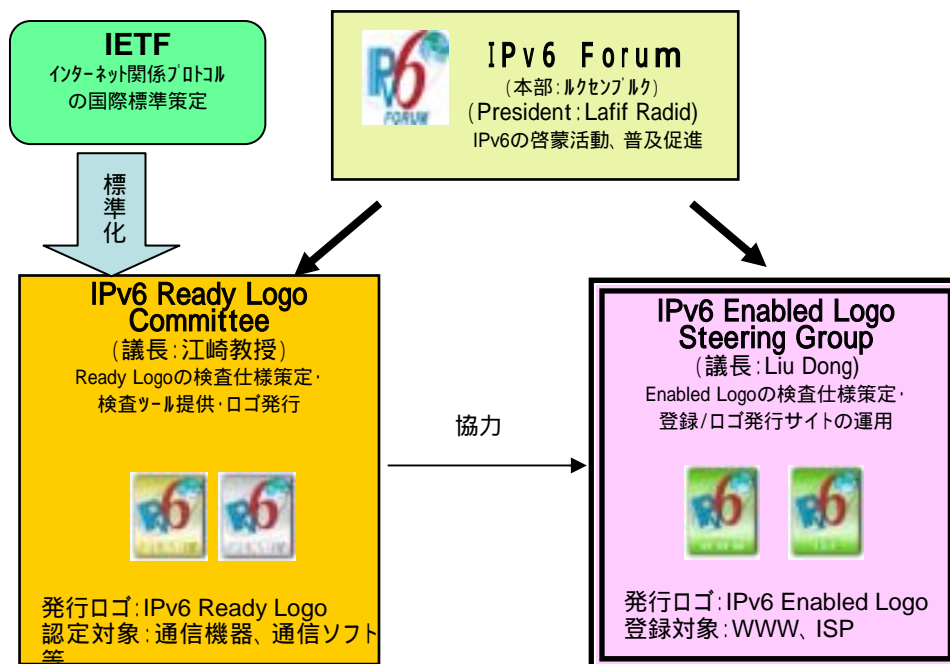 IETF
インターネット関係プロトコル
の国際標準策定
標準化
IPv6 Forum
(本部:ルクセンブルク)
(President:Lafif Radid)
IPv6の啓蒙活動、普及促進
IPv6
FORUM
IPv6 Ready Logo
Committee
(議長:江崎教授)
Ready Logoの検査仕様策定・
検査ツール提供・ロゴ発行
IPv6
IPv6
発行ロゴ:IPv6 Ready Logo
認定対象:通信機器、通信ソフト
等
協力
IPv6 Enabled Logo
Steering Group
(議長:Liu Dong)
Enabled Logoの検査仕様策定・
登録/ロゴ発行サイトの運用
IPv6
IPv6
発行ロゴ:IPv6 Enabled Logo
登録対象:WWW、ISP